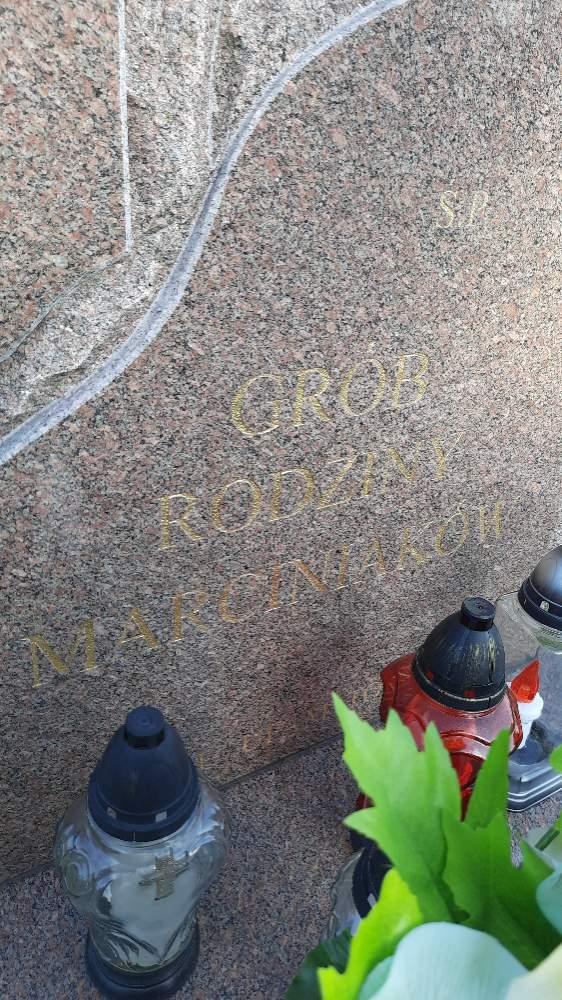 Ś.P.
GRÓB
RODZINY
MARCINIAKÓW